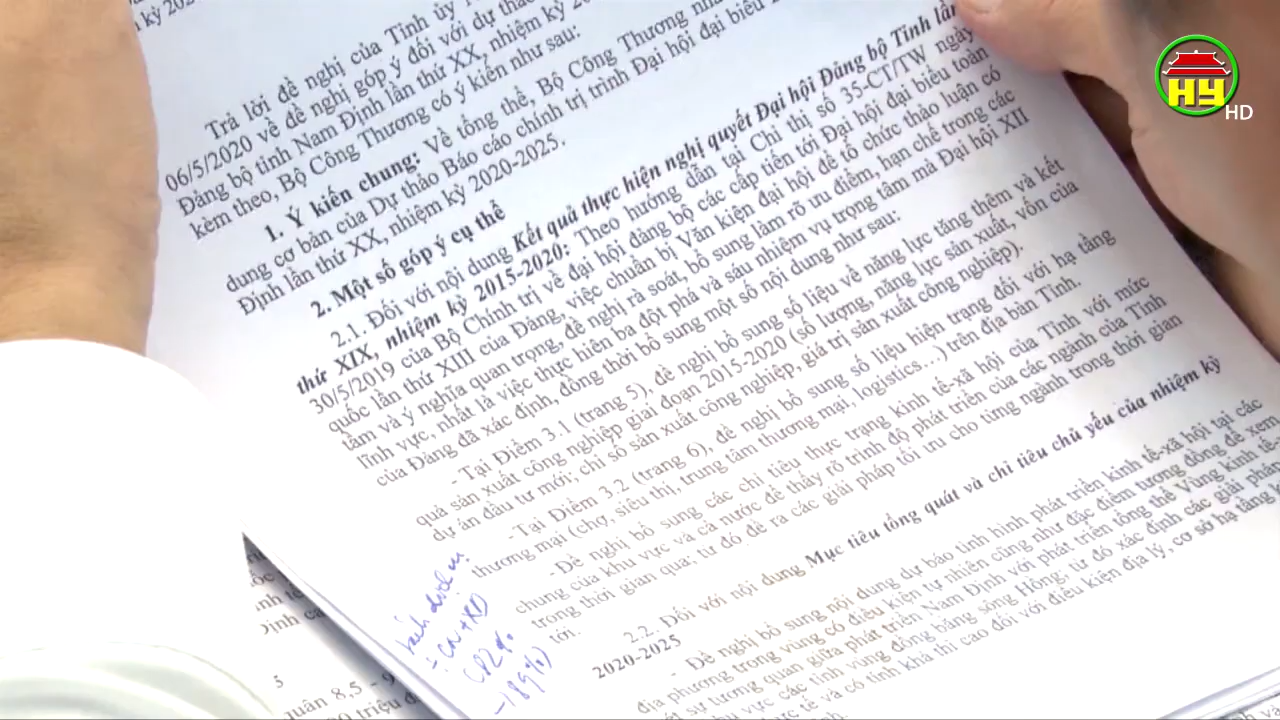 kỳ 202
Trả lời đề nghị của Tỉnh ủy
06/5/2020 về đề nghị góp ý đối với dự thảo
Đảng bộ tỉnh Nam Định lần thứ XX, nhiệm kỳ 20
kèm theo, Bộ Công Thương có ý kiến như sau:
1. Ý kiến chung: Về tổng thể, Bộ Công Thương nhấ
dung cơ bản của Dự thảo Báo cáo chính trị trình Đại hội đại biểu
Định lần thứ XX, nhiệm kỳ 2020-2025.
2. Một số góp ý cụ thể
2.1. Đối với nội dung Kết quả thực hiện nghị quyết Đại hội Đảng bộ Tỉnh lần
thứ XIX, nhiệm kỳ 2015-2020: Theo hướng dẫn tại Chỉ thị số 35-CT/TW ngày
30/5/2019 của Bộ Chính trị về đại hội đảng bộ các cấp tiến tới Đại hội đại biểu toàn
quốc lần thứ XIII của Đảng, việc chuẩn bị Văn kiện đại hội để tổ chức thảo luận có
tầm và ý nghĩa quan trọng, đề nghị rà soát, bổ sung làm rõ ưu điểm, hạn chế trong các
lĩnh vực, nhất là việc thực hiện ba đột phá và sáu nhiệm vụ trọng tâm mà Đại hội XII
của Đảng đã xác định, đồng thời bổ sung một số nội dung như sau:
- Tại Điểm 3.1 (trang 5), đề nghị bổ sung số liệu về năng lực tăng thêm và kết
quả sản xuất công nghiệp giai đoạn 2015-2020 (số lượng, năng lực sản xuất, vốn của
dự án đầu tư mới; chỉ số sản xuất công nghiệp, giá trị sản xuất công nghiệp).
- Tại Điểm 3.2 (trang 6), đề nghị bổ sung số liệu hiện trạng đối với hạ tầng
thương mại (chợ, siêu thị, trung tâm thương mại, logistics…) trên địa bàn Tỉnh.
- Đề nghị bổ sung các chỉ tiêu thực trạng kinh tế-xã hội của Tỉnh với mức
chung của khu vực và cả nước để thấy rõ trình độ phát triển của các ngành của Tỉnh
trong thời gian qua; từ đó đề ra các giải pháp tối ưu cho từng ngành trong thời gian
tới.
2.2. Đối với nội dung Mục tiêu tổng quát và chỉ tiêu chủ yếu của nhiệm kỳ
2020-2025
- Đề nghị bổ sung nội dung dự báo tình hình phát triển kinh tế-xã hội tại các
địa phương trong vùng có điều kiện tự nhiên cũng như đặc điểm tương đồng để xem
xét sự tương quan giữa phát triển Nam Định với phát triển tổng thể Vùng kinh tế
khu vực các tỉnh vùng đồng bằng sông Hồng; từ đó xác định các giải pháp
tế và có tính khả thi cao đối với điều kiện địa lý, cơ sở hạ tầng
5
quân 8,5 - 9
triệu
HY
HD